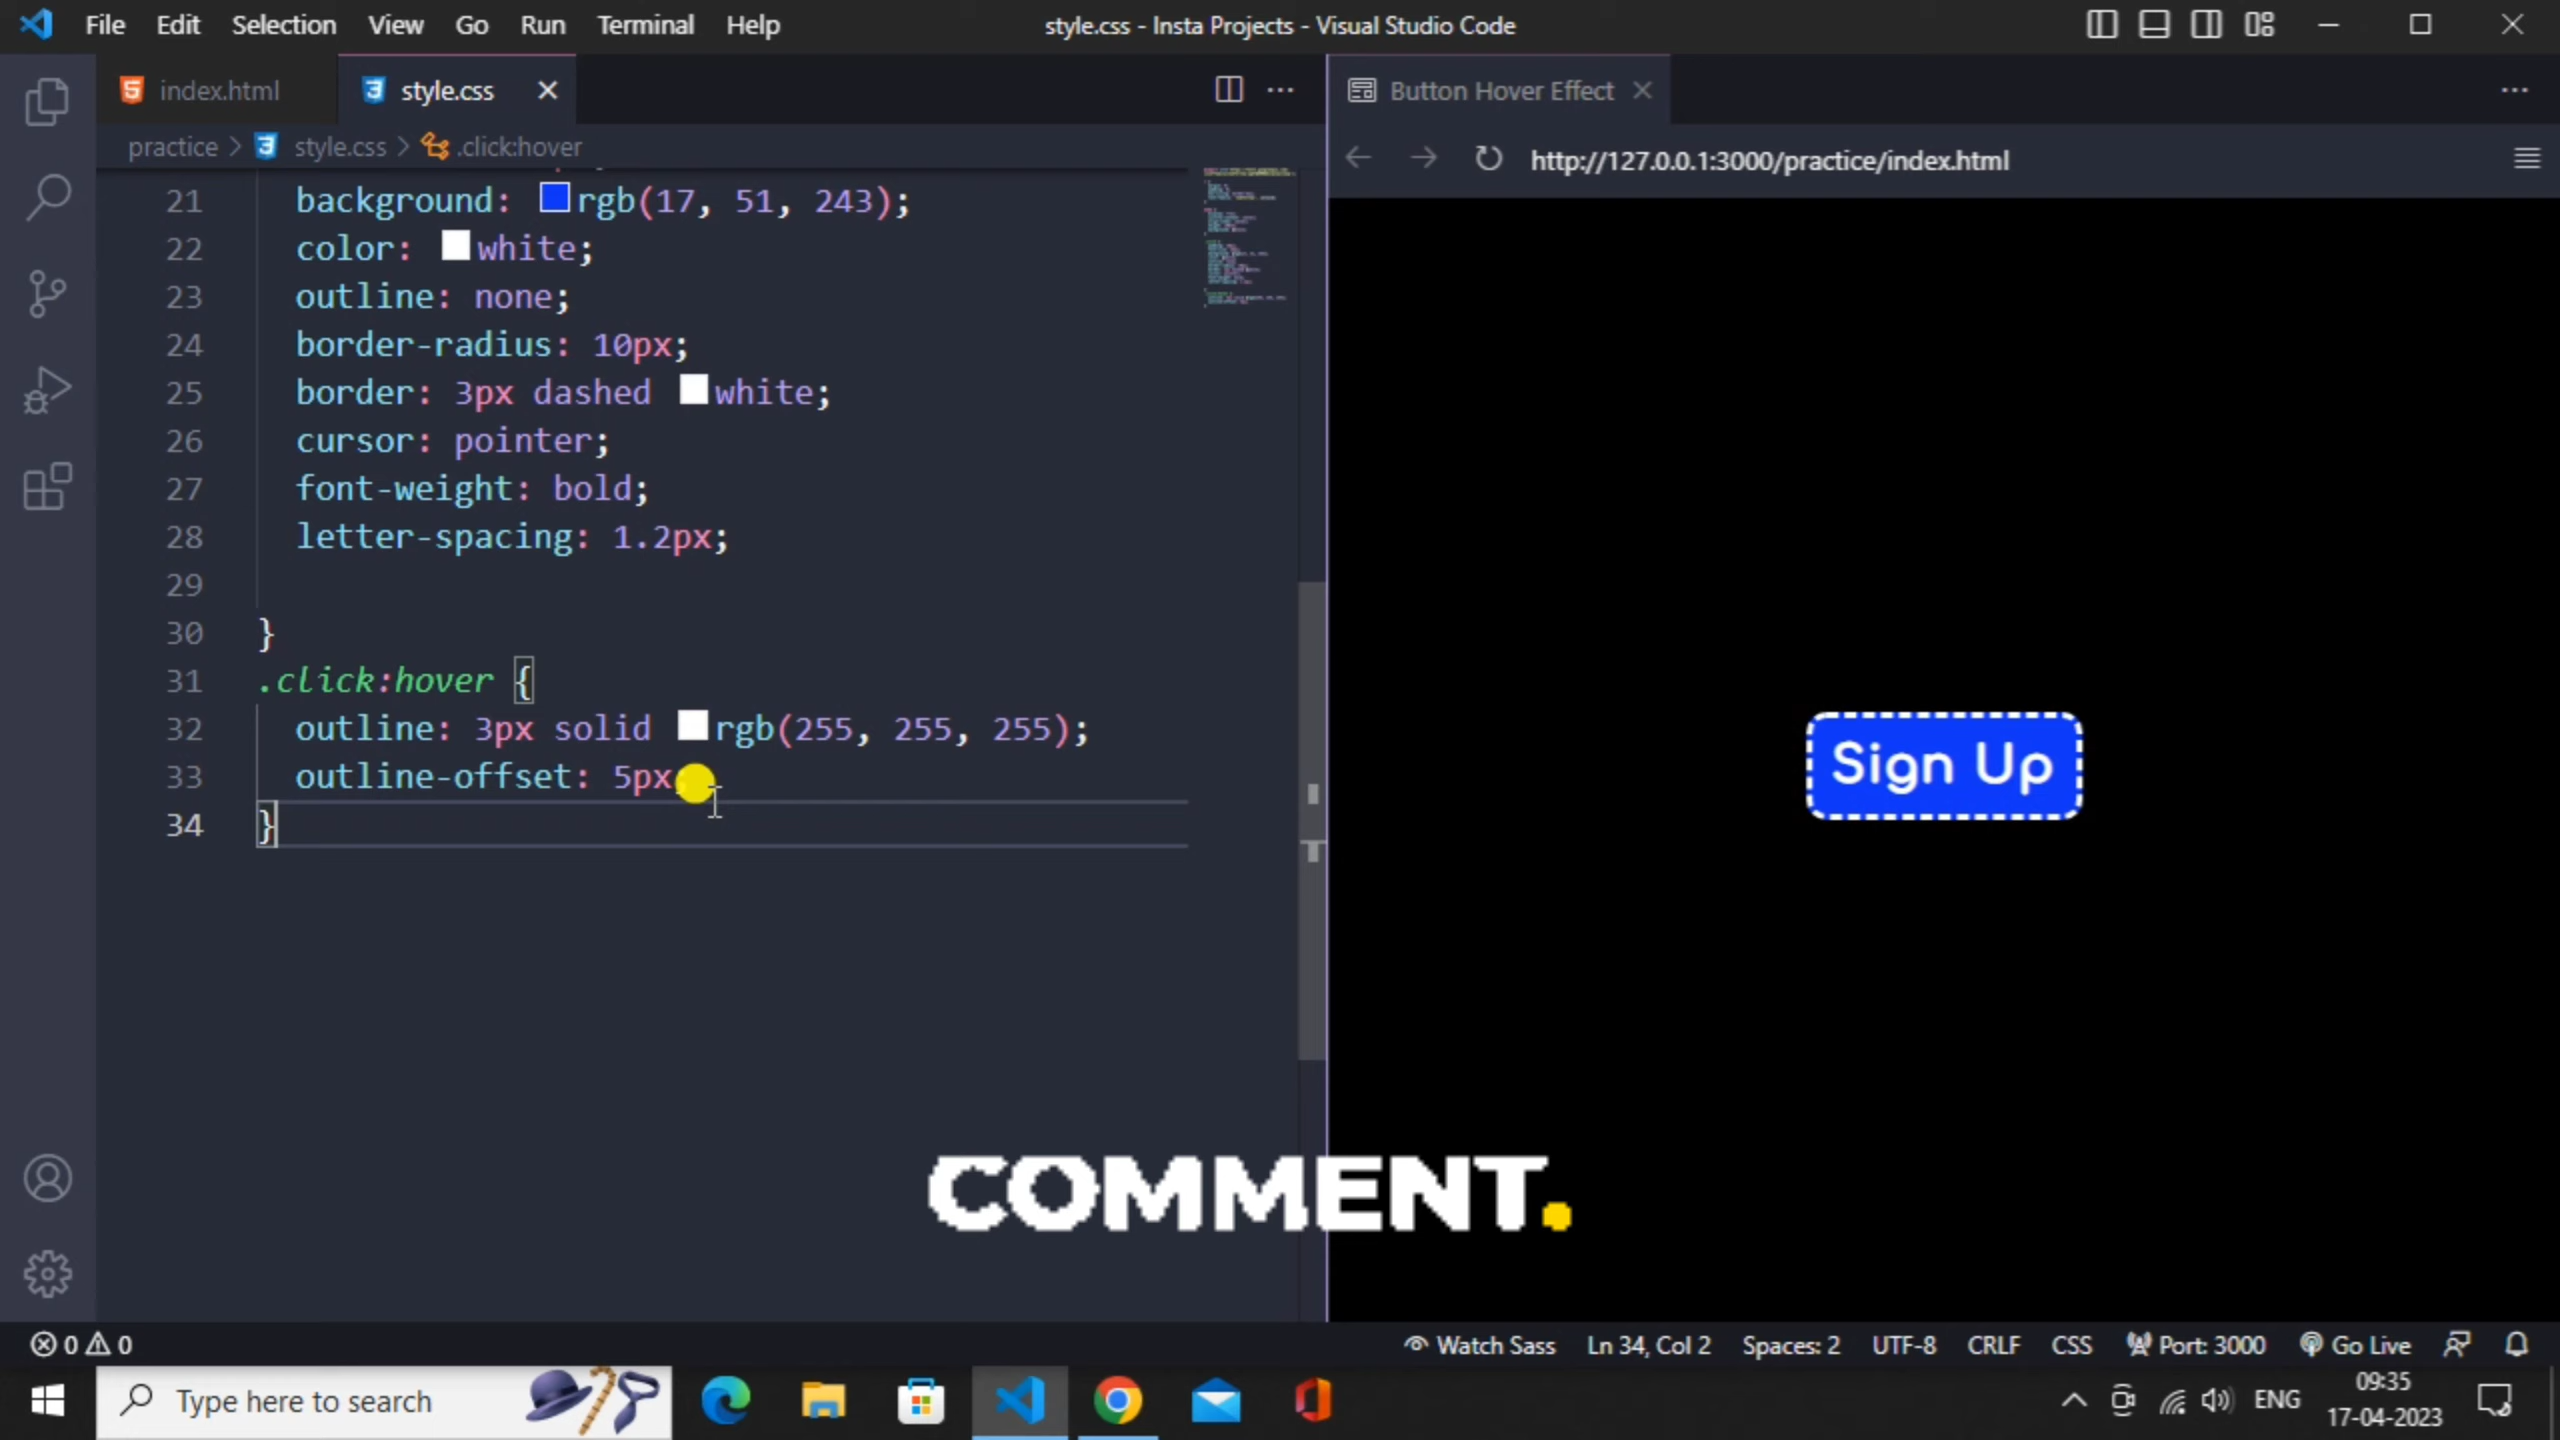 File Edit Selection View Go Run Terminal Help
style.css - Insta Projects - Visual Studio Code
index.html
style.css
Button Hover Effect
practice > style.css > .click:hover
http://127.0.0.1:3000/practice/index.html
21 background: rgb(17, 51, 243);
22 color: white;
23 outline: none;
24 border-radius: 10px;
25 border: 3px dashed white;
26 cursor: pointer;
27 font-weight: bold;
28 letter-spacing: 1.2px;
29
30 }
31 .click:hover {
32 outline: 3px solid rgb(255, 255, 255);
33 outline-offset: 5px
34 }
Sign Up
COMMENT.
0 0
Watch Sass Ln 34, Col 2 Spaces: 2 UTF-8 CRLF CSS Port: 3000 Go Live
Type here to search
ENG
09:35
17-04-2023